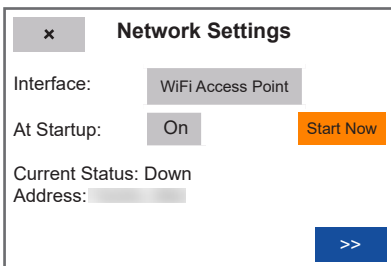 × Network Settings
Interface: WiFi Access Point
At Startup: On Start Now
Current Status: Down
Address:
>>